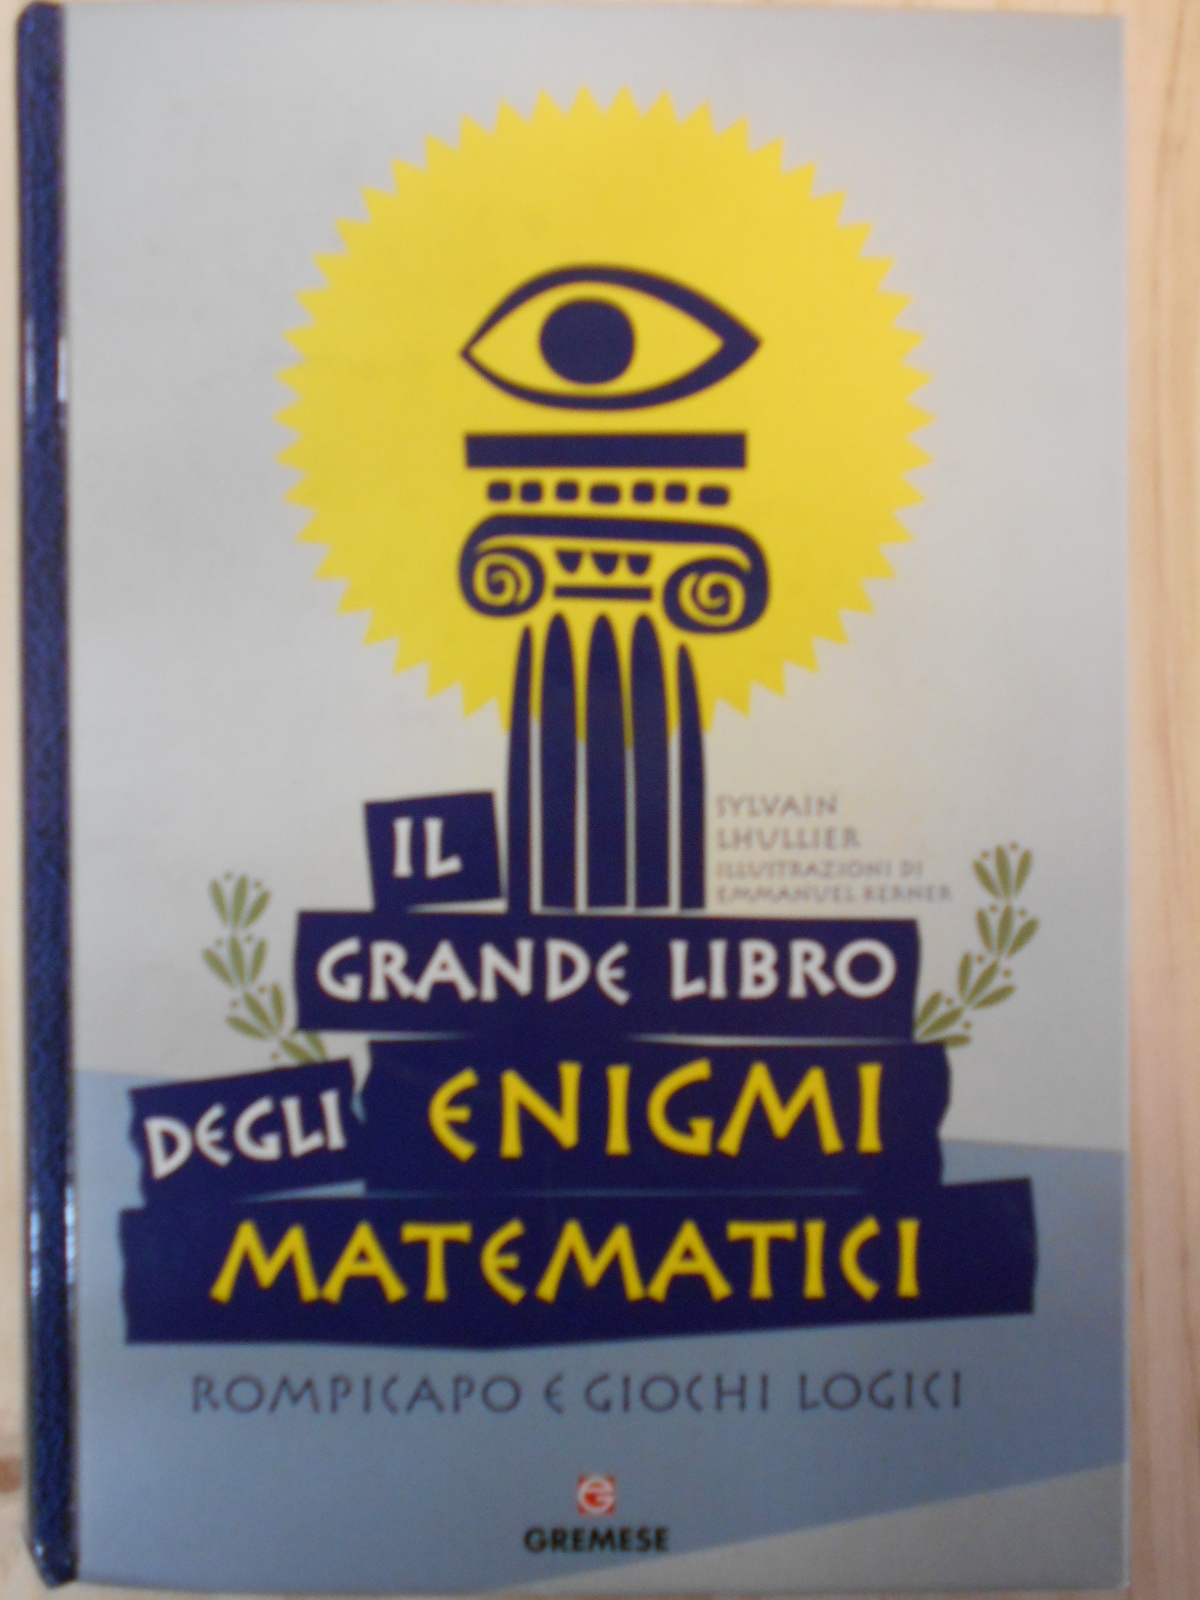 SYLVAIN
LHULLIER
ILLUSTRAZIONI DI
EMMANUEL KERNER
IL
GRANDE LIBRO
DEGLI ENIGMI
MATEMATICI
ROMPICAPO E GIOCHI LOGICI
e
GREMESE